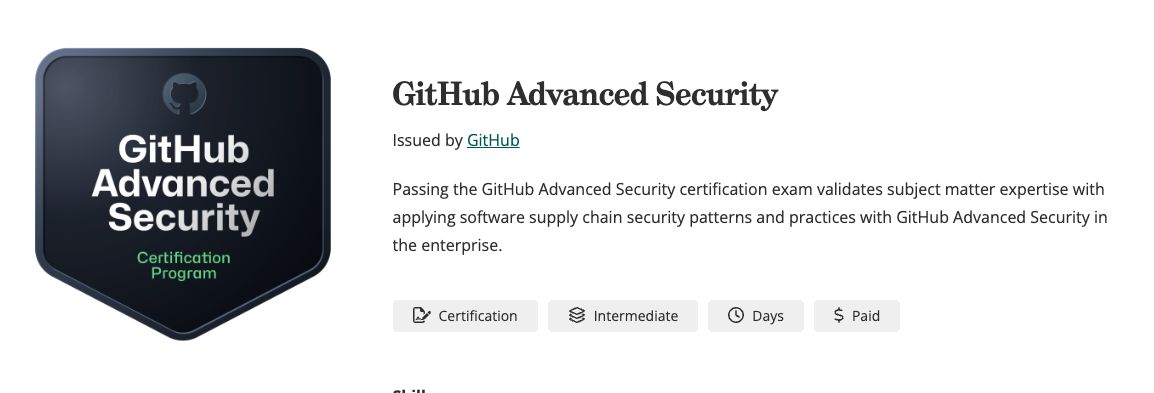 GitHub
Advanced
Security
Certification
Program
GitHub Advanced Security
Issued by GitHub
Passing the GitHub Advanced Security certification exam validates subject matter expertise with
applying software supply chain security patterns and practices with GitHub Advanced Security in
the enterprise.
Certification
Intermediate
Days
$ Paid